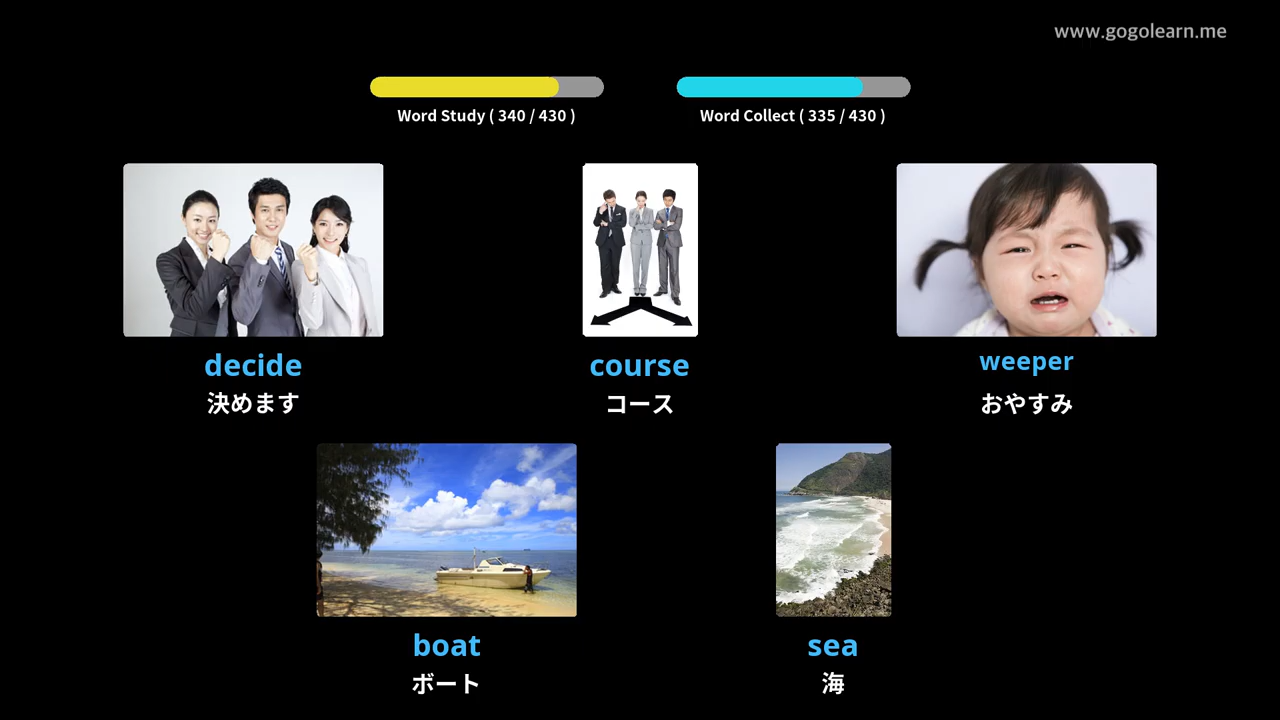 www.gogolearn.me
Word Study ( 340 / 430 )
Word Collect ( 335 / 430 )
decide
決めます
course
コース
weeper
おやすみ
boat
ボート
sea
海